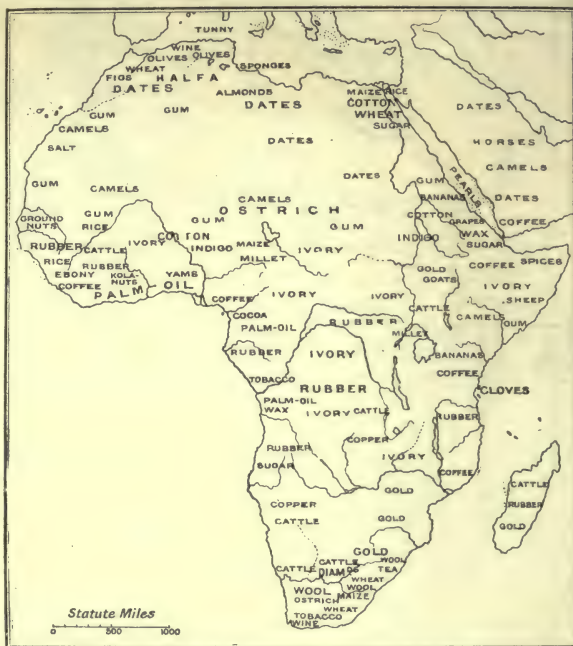 TUNNY
WINE
OLIVES OLIVES
WHEAT
SPONGES
FIGS
HALFA
DATES
ALMONDS
MAIZE RICE
COTTON
WHEAT
SUGAR
DATES
GUM
GUM
DATES
CAMELS
DATES
HORSES
SALT
CAMELS
GUM
CAMELS
DATES
GUM
PEARLS
DATES
CAMELS
OSTRICH
BANANAS
GROUND
NUTS
GUM
RICE
GUM
GUM
COTTON
GRAPES
COFFEE
RUBBER
CATTLE
IVORY
COTTON
INDIGO
MAIZE
IVORY
INDIGO
WAX
SUGAR
RICE
RUBBER
MILLET
COFFEE
SPICES
EBONY
KOLA-
NUTS
YAMS
GOLD
GOATS
COFFEE
PALM-OIL
COFFEE
IVORY
IVORY
IVORY
SHEEP
COCOA
CATTLE
CAMELS
PALM-OIL
RUBBER
GUM
MILLET
RUBBER
IVORY
BANANAS
COFFEE
TOBACCO
RUBBER
CLOVES
PALM-OIL
WAX
IVORY
CATTLE
RUBBER
RUBBER
COPPER
IVORY
SUGAR
COFFEE
CATTLE
RUBBER
GOLD
COPPER
GOLD
CATTLE
GOLD
GOLD
CATTLE
CATTLE
DIAMDS
WOOL
TEA
WOOL
OSTRICH
WHEAT
WOOL
MAIZE
WHEAT
TOBACCO
WINE
Statute Miles
0 500 1000